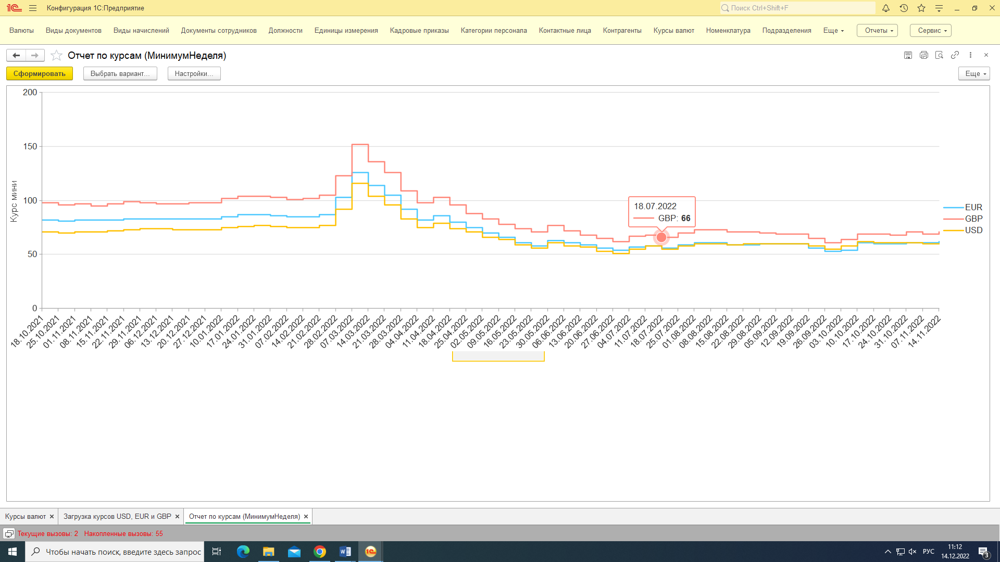 1С Конфигурация 1С:Предприятие Поиск Ctrl+Shift+F
Валюты Виды документов Виды начислений Документы сотрудников Должности Единицы измерения Кадровые приказы Категории персонала Контактные лица Контрагенты Курсы валют Номенклатура Подразделения Еще Отчеты Сервис
Отчет по курсам (МинимумНеделя)
Сформировать Выбрать вариант... Настройки... Еще
200
150
100
50
0
Курс мини
18.07.2022
GBP: 66
EUR
GBP
USD
18.10.2021 25.10.2021 01.11.2021 08.11.2021 15.11.2021 22.11.2021 29.11.2021 06.12.2021 13.12.2021 20.12.2021 27.12.2021 10.01.2022 17.01.2022 24.01.2022 31.01.2022 07.02.2022 14.02.2022 21.02.2022 28.02.2022 07.03.2022 14.03.2022 21.03.2022 28.03.2022 04.04.2022 11.04.2022 18.04.2022 25.04.2022 02.05.2022 09.05.2022 16.05.2022 23.05.2022 30.05.2022 06.06.2022 13.06.2022 20.06.2022 27.06.2022 04.07.2022 11.07.2022 18.07.2022 25.07.2022 01.08.2022 08.08.2022 15.08.2022 22.08.2022 29.08.2022 05.09.2022 12.09.2022 19.09.2022 26.09.2022 03.10.2022 10.10.2022 17.10.2022 24.10.2022 31.10.2022 07.11.2022 14.11.2022
Курсы валют Загрузка курсов USD, EUR и GBP Отчет по курсам (МинимумНеделя)
Текущие вызовы: 2 Накопленные вызовы: 55
Чтобы начать поиск, введите здесь запрос РУС 11:12
14.12.2022 3